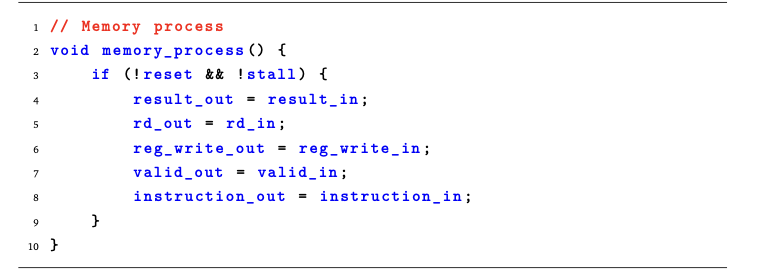 1 // Memory process
2 void memory_process() {
3     if (!reset && !stall) {
4         result_out = result_in;
5         rd_out = rd_in;
6         reg_write_out = reg_write_in;
7         valid_out = valid_in;
8         instruction_out = instruction_in;
9     }
10 }